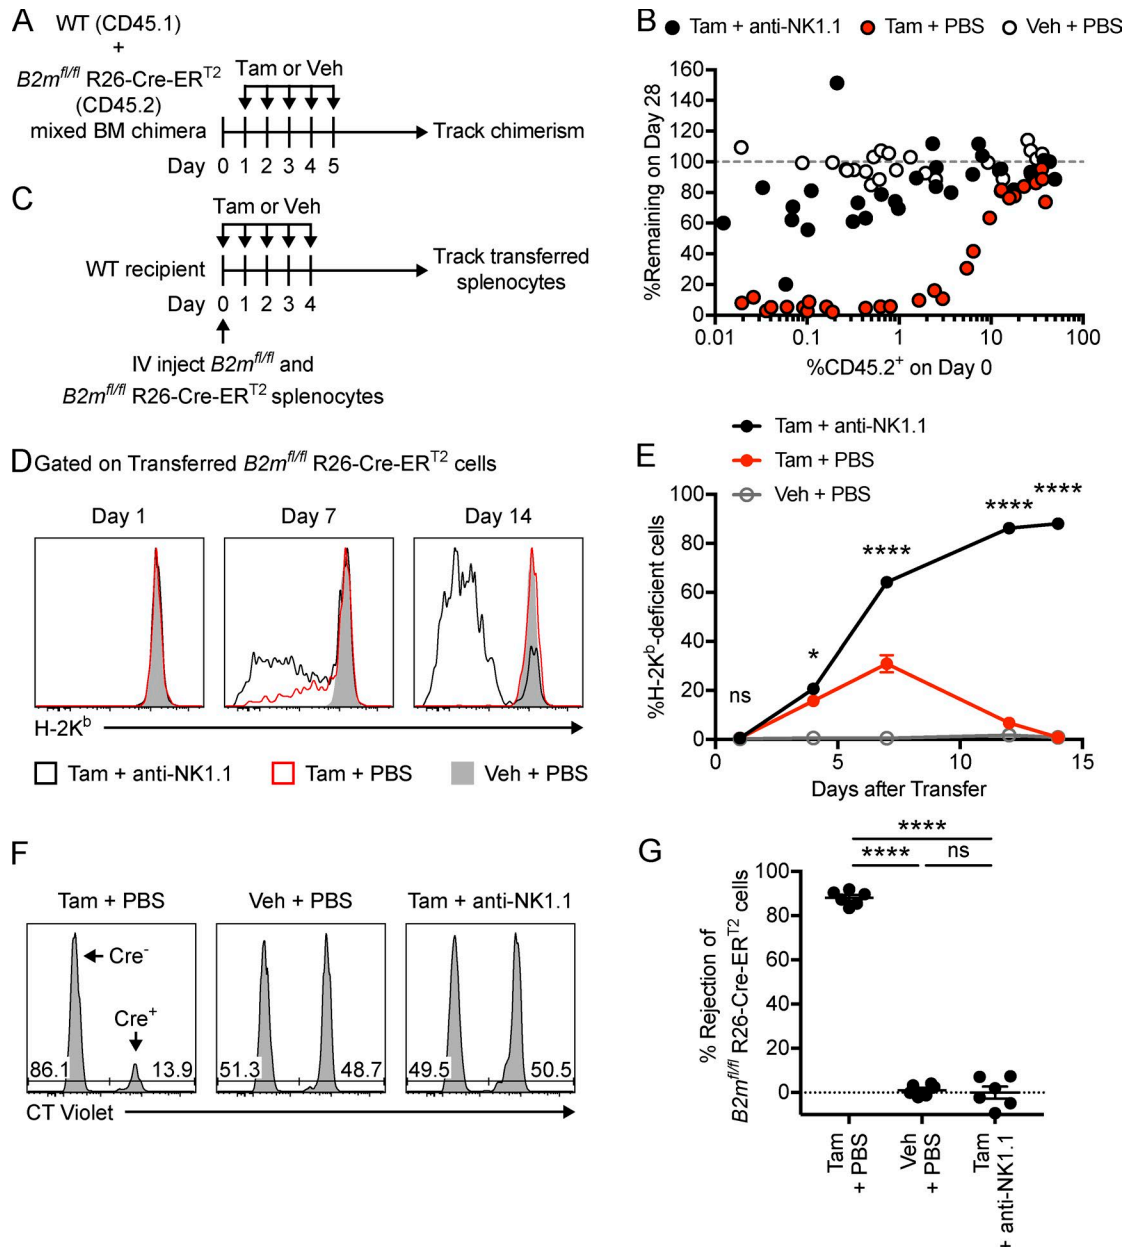 A
WT (CD45.1)
+
B2m^fl/fl R26-Cre-ER^T2
(CD45.2)
mixed BM chimera
Tam or Veh
Track chimerism
Day 0 1 2 3 4 5
B
Tam + anti-NK1.1 Tam + PBS Veh + PBS
%Remaining on Day 28
160
140
120
100
80
60
40
20
0
0.01 0.1 1 10 100
%CD45.2+ on Day 0
C
Tam or Veh
WT recipient
Track transferred
splenocytes
Day 0 1 2 3 4
IV inject B2m^fl/fl and
B2m^fl/fl R26-Cre-ER^T2 splenocytes
D Gated on Transferred B2m^fl/fl R26-Cre-ER^T2 cells
Day 1 Day 7 Day 14
H-2K^b
Tam + anti-NK1.1 Tam + PBS Veh + PBS
E
Tam + anti-NK1.1
Tam + PBS
Veh + PBS
%H-2K^b-deficient cells
100
80
60
40
20
0
ns * **** **** ****
0 5 10 15
Days after Transfer
F
Tam + PBS Veh + PBS Tam + anti-NK1.1
Cre-
Cre+
86.1 13.9 51.3 48.7 49.5 50.5
CT Violet
G
****
**** ns
% Rejection of
B2m^fl/fl R26-Cre-ER^T2 cells
100
80
60
40
20
0
Tam
+ PBS
Veh
+ PBS
Tam
+ anti-NK1.1